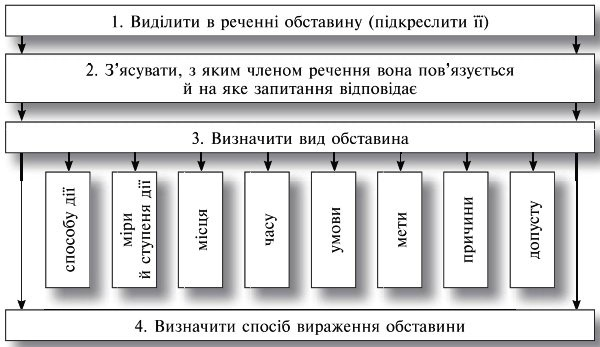 1. Виділити в реченні обставину (підкреслити її)
2. З’ясувати, з яким членом речення вона пов’язується
й на яке запитання відповідає
3. Визначити вид обставина
способу дії
міри
й ступеня дії
місця
часу
умови
мети
причини
допусту
4. Визначити спосіб вираження обставини